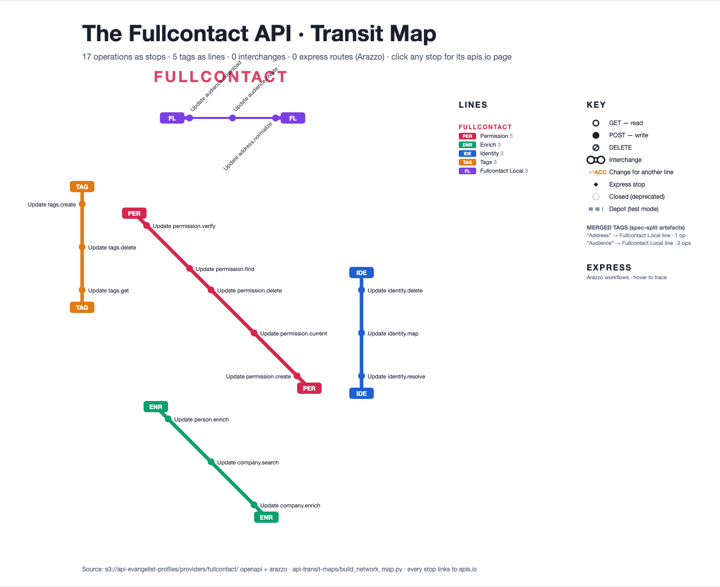 The Fullcontact API · Transit Map
17 operations as stops · 5 tags as lines · 0 interchanges · 0 express routes (Arazzo) · click any stop for its apis.io page
FULLCONTACT
Update audience.download
FL
FL
Update address.normalize
TAG
Update tags.create
Update tags.delete
Update tags.get
TAG
PER
Update permission.verify
Update permission.find
Update permission.delete
Update permission.current
Update permission.create
PER
IDE
Update identity.delete
Update identity.map
Update identity.resolve
IDE
ENR
Update person.enrich
Update company.search
Update company.enrich
ENR
LINES
FULLCONTACT
PER Permission 5
ENR Enrich 3
IDE Identity 3
TAG Tags 3
FL Fullcontact Local 3
KEY
GET — read
POST — write
DELETE
Interchange
⇄ACC Change for another line
Express stop
Closed (deprecated)
Depot (test mode)
MERGED TAGS (spec-split artefacts)
"Address" → Fullcontact Local line · 1 op
"Audience" → Fullcontact Local line · 2 ops
EXPRESS
Arazzo workflows · hover to trace
Source: s3://api-evangelist-profiles/providers/fullcontact/ openapi + arazzo · api-transit-maps/build_network_map.py · every stop links to apis.io